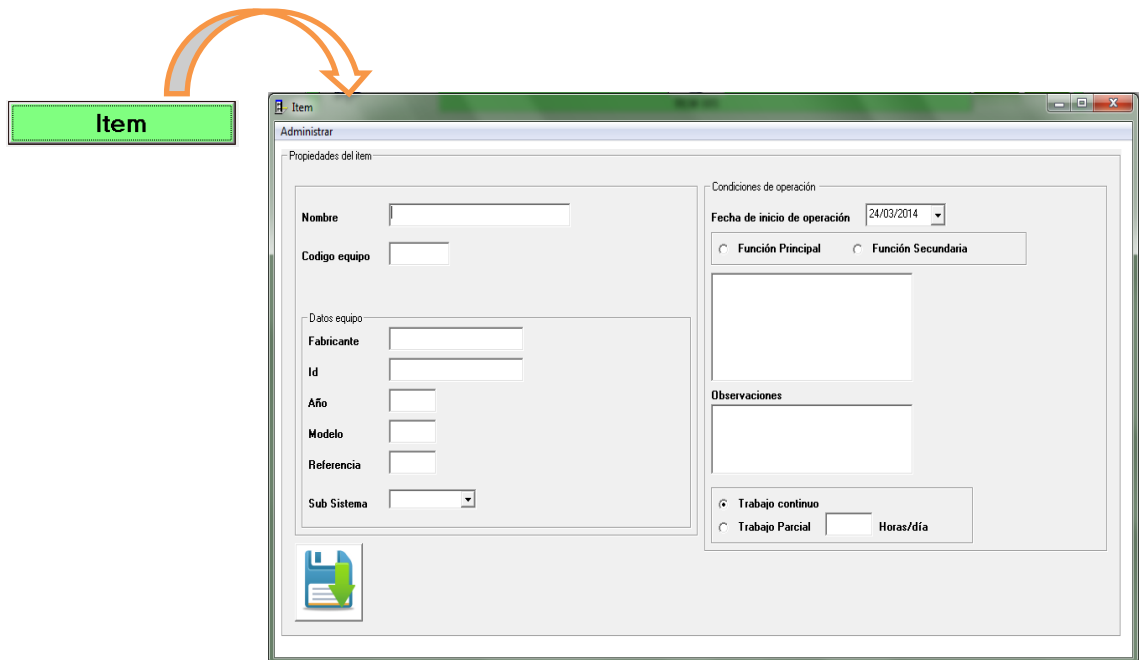 Item
Item
Administrar
Propiedades del item
Nombre
Codigo equipo
Datos equipo
Fabricante
Id
Año
Modelo
Referencia
Sub Sistema
Condiciones de operación
Fecha de inicio de operación 24/03/2014
Función Principal Función Secundaria
Observaciones
Trabajo continuo
Trabajo Parcial Horas/día